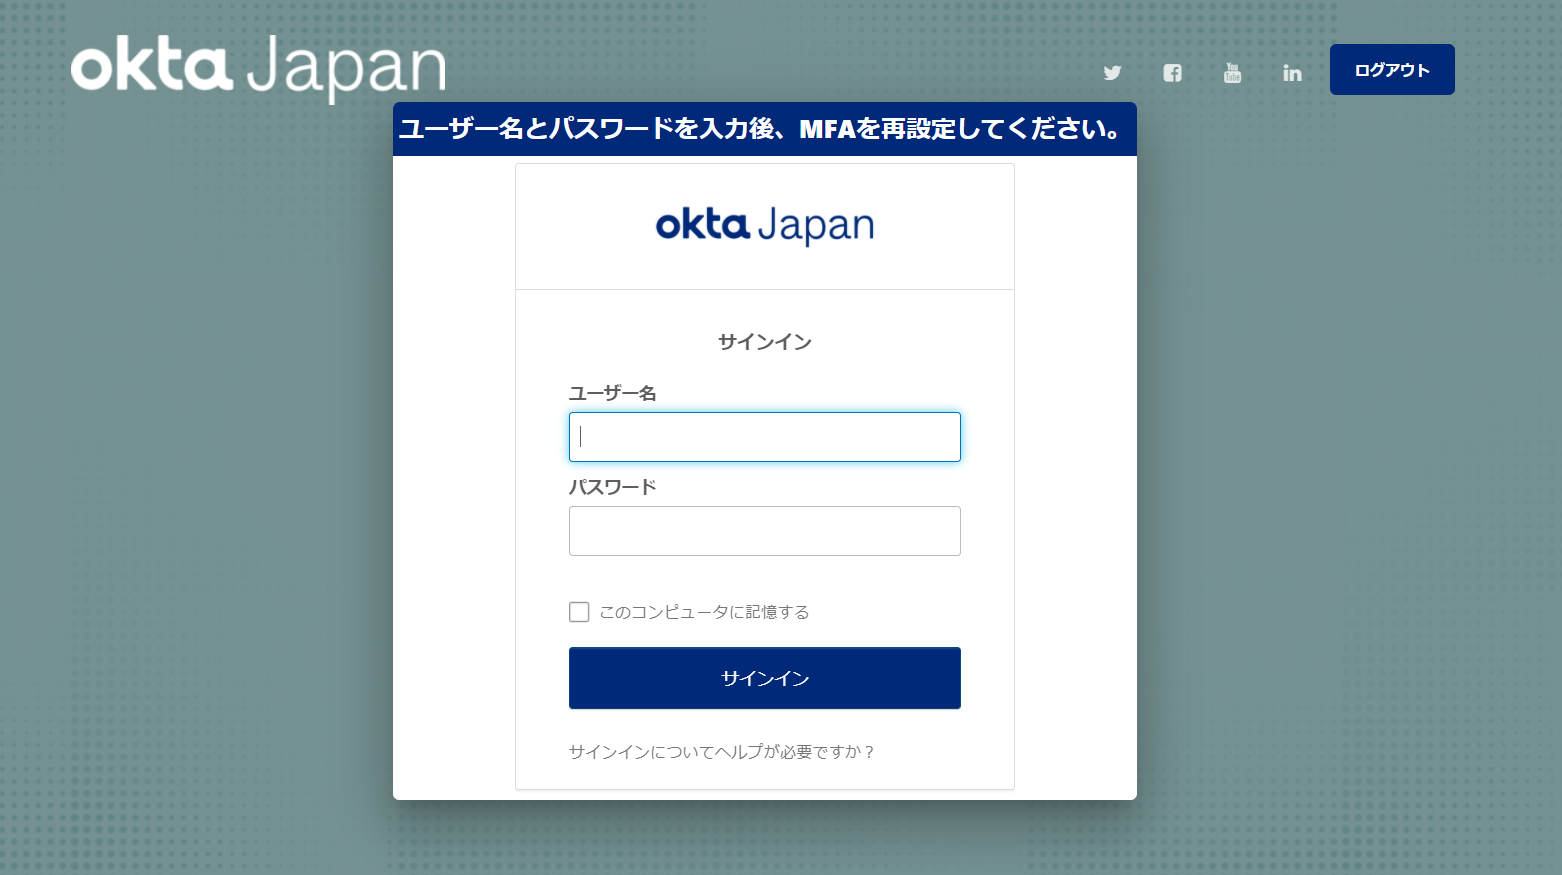 okta Japan
ログアウト
ユーザー名とパスワードを入力後、MFAを再設定してください。
okta Japan
サインイン
ユーザー名
パスワード
このコンピュータに記憶する
サインイン
サインインについてヘルプが必要ですか？